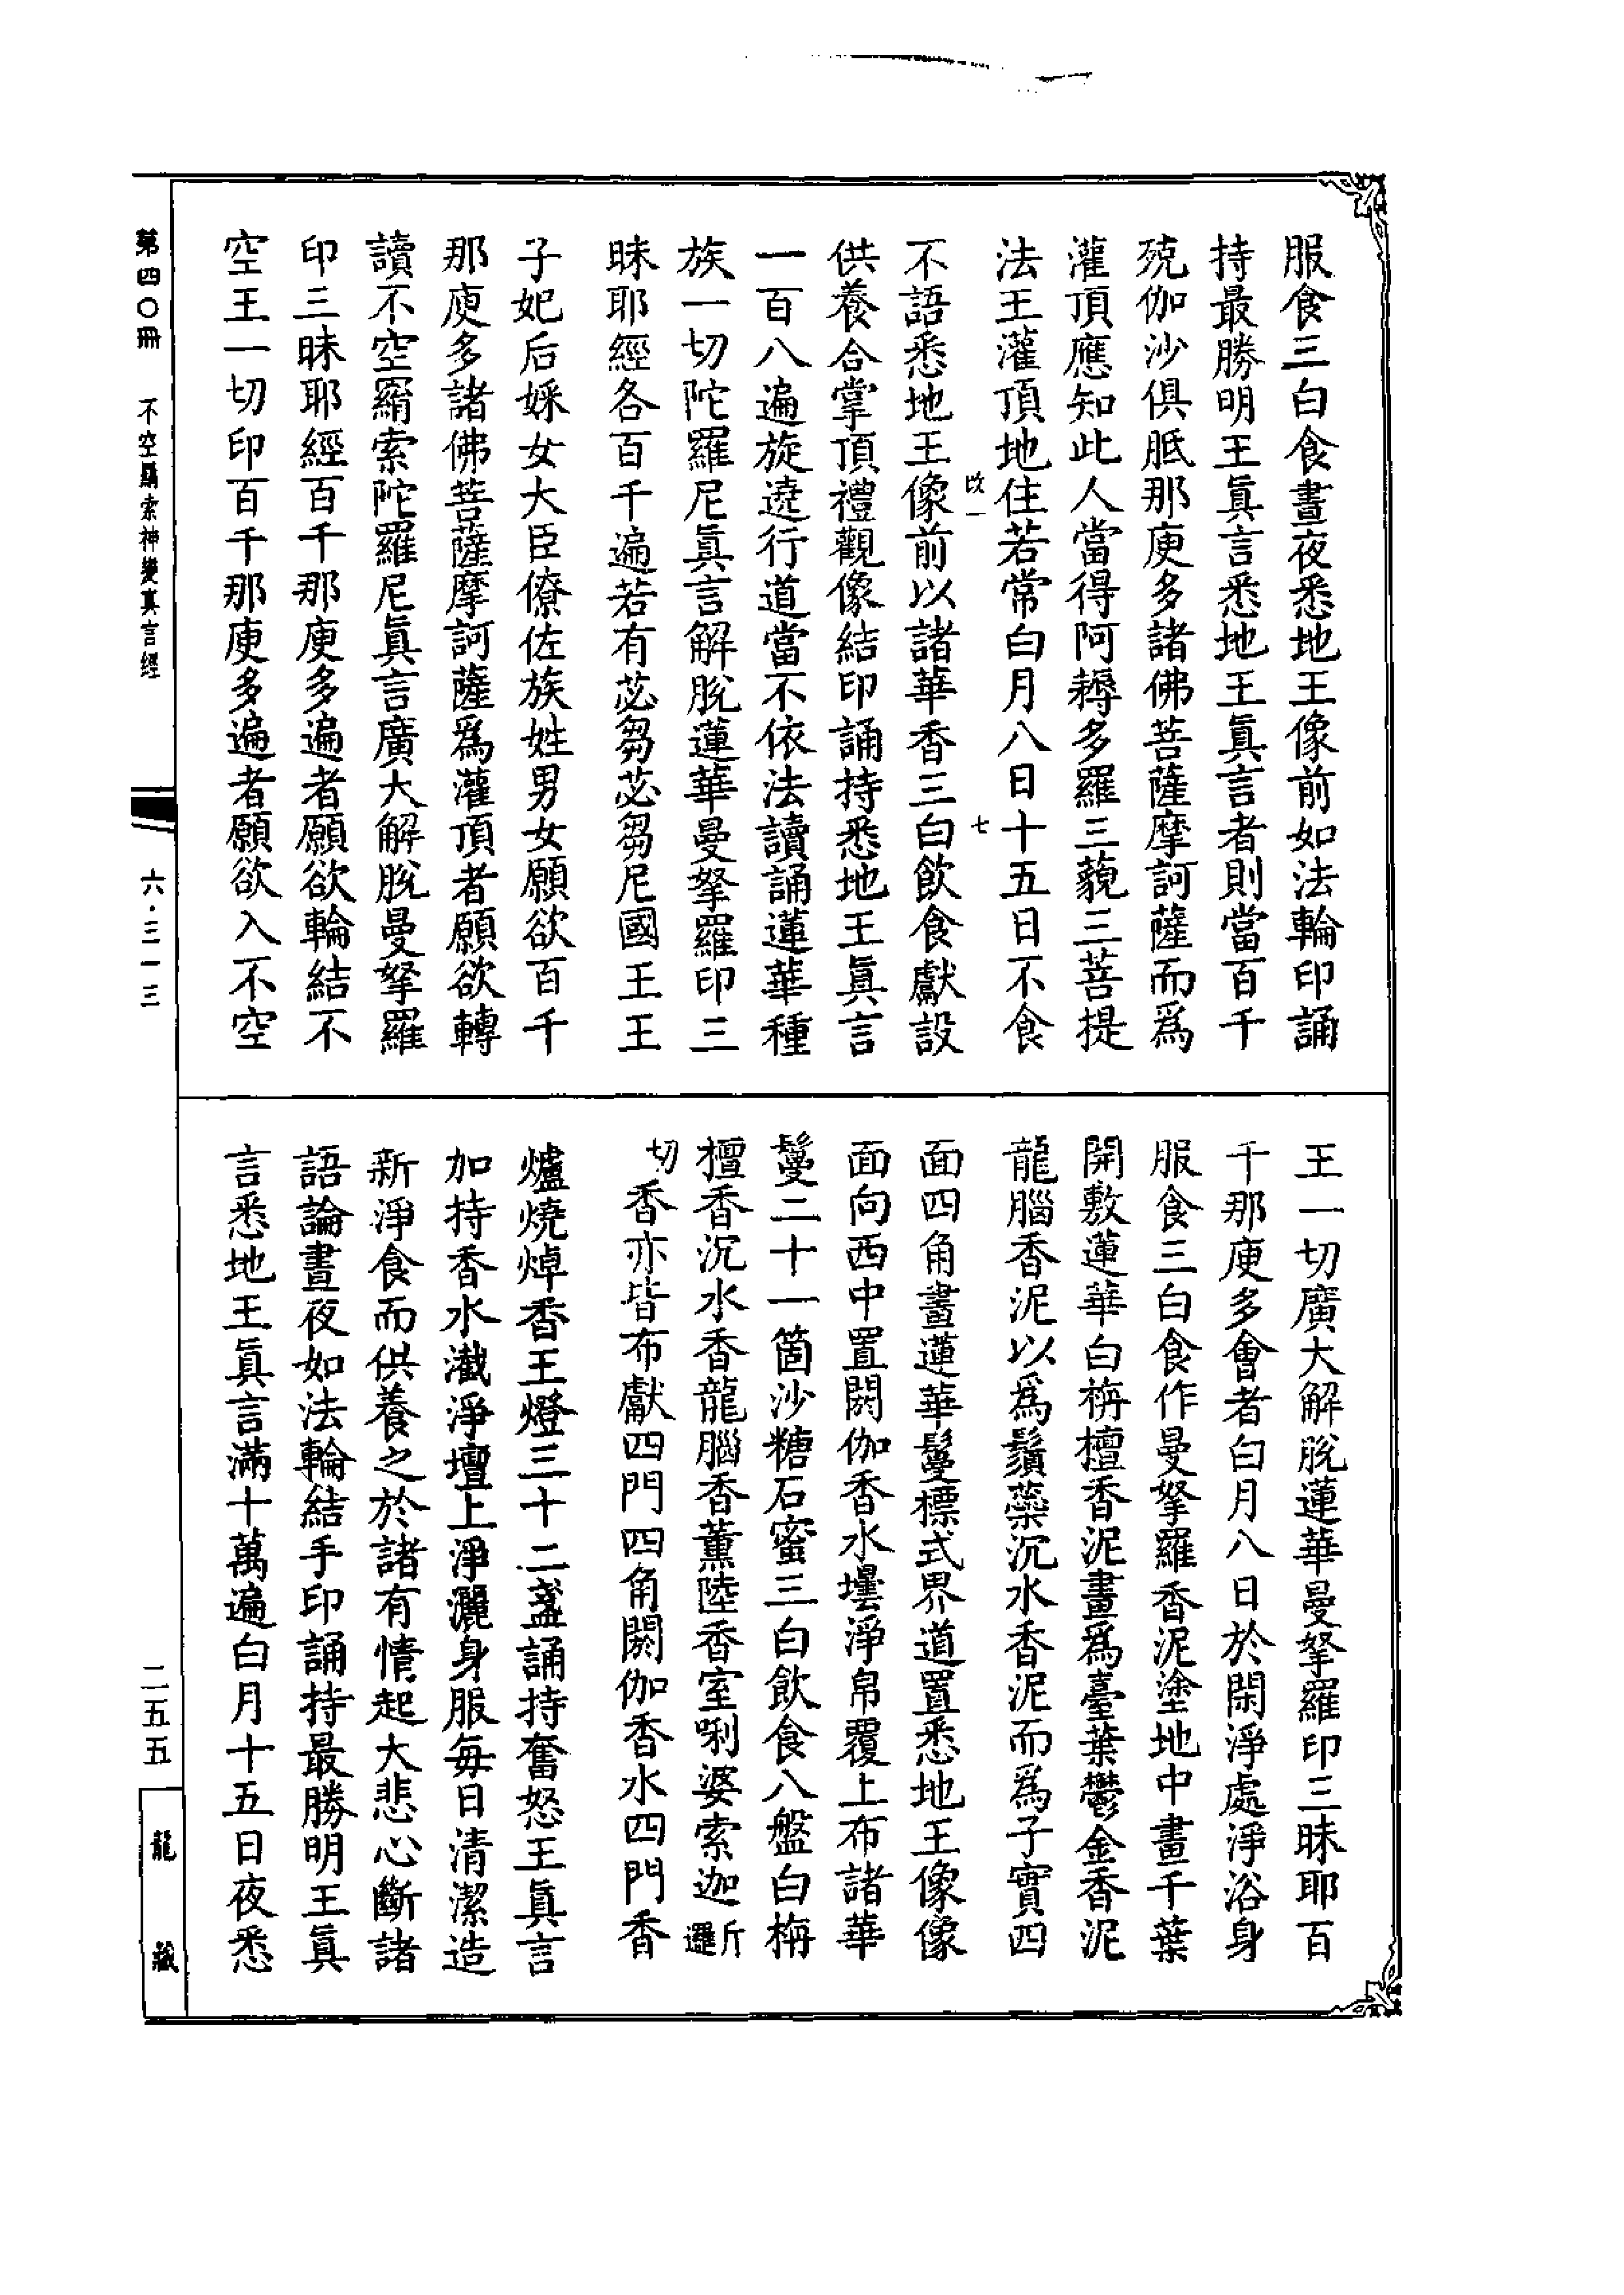 服食三白食晝夜悉地王像前如法輪印誦
持最勝明王真言悉地王真言者則當百千
殑伽沙俱胝那庾多諸佛菩薩摩訶薩而爲
灌頂應知此人當得阿耨多羅三藐三菩提
法王灌頂地住若常白月八日十五日不食
不語悉地王像前以諸華香三白飲食獻設
供養合掌頂禮觀像結印誦持悉地王真言
一百八遍旋遶行道當不依法讀誦蓮華種
族一切陀羅尼真言解脫蓮華曼拏羅印三
昧耶經各百千遍若有苾芻苾芻尼國王王
子妃后婇女大臣僚佐族姓男女願欲百千
那庾多諸佛菩薩摩訶薩爲灌頂者願欲轉
讀不空羂索陀羅尼真言廣大解脫曼拏羅
印三昧耶經百千那庾多遍者願欲輪結不
空王一切印百千那庾多遍者願欲入不空
王一切廣大解脫蓮華曼拏羅印三昧耶百
千那庾多會者白月八日於閑淨處淨浴身
服食三白食作曼拏羅香泥塗地中畫千葉
開敷蓮華白栴檀香泥畫爲臺葉鬱金香泥
龍腦香泥以爲鬚蘂沉水香泥而爲子實四
面四角畫蓮華鬘標式界道置悉地王像像
面向西中置閼伽香水壜淨帛覆上布諸華
鬘二十一箇沙糖石蜜三白飲食八盤白栴
檀香沉水香龍腦香薰陸香室唎婆索迦斤邏
切香亦皆布獻四門四角閼伽香水四門香
爐燒焯香王燈三十二盞誦持奮怒王真言
加持香水灑淨壇上淨灑身服每日清潔造
新淨食而供養之於諸有情起大悲心斷諸
語論晝夜如法輪結手印誦持最勝明王真
言悉地王真言滿十萬遍白月十五日夜悉
第四〇冊 不空羂索神變真言經
六·三一三
二五五
龍藏
七